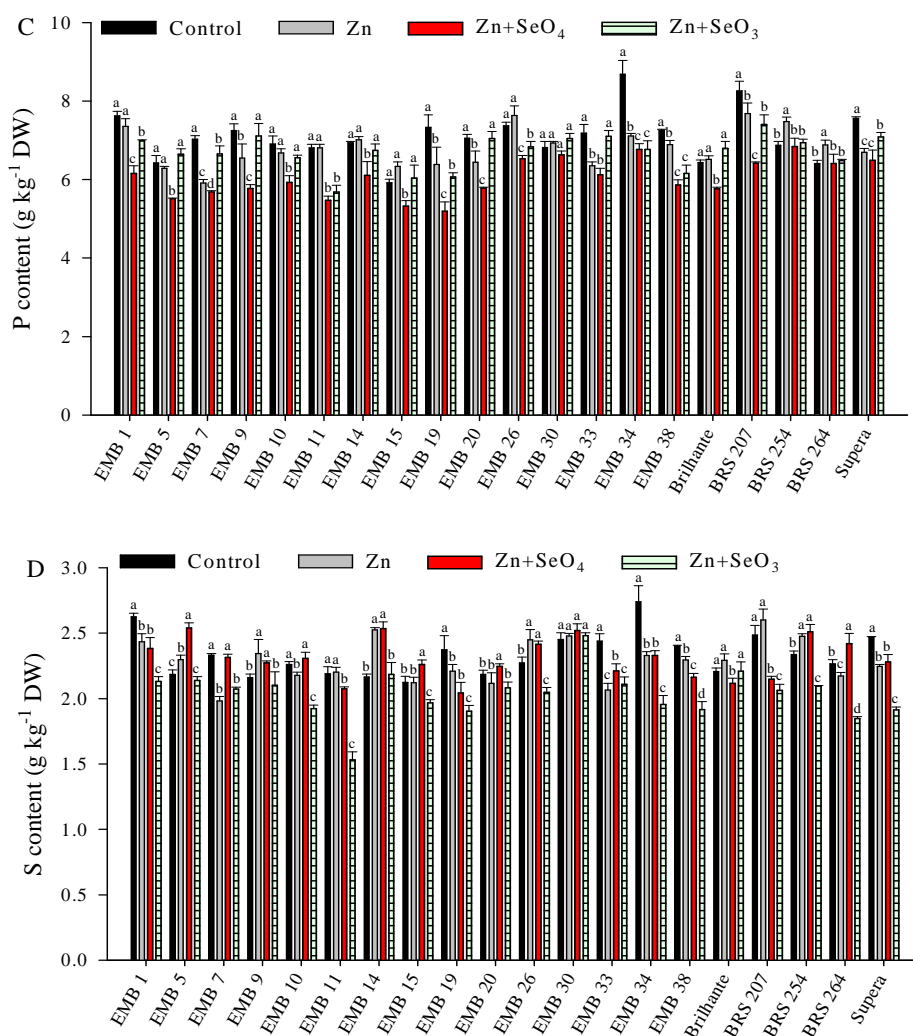 C
Control
Zn
Zn+SeO₄
Zn+SeO₃
P content (g kg⁻¹ DW)
10
8
6
4
2
0
a a c b
a a b a
a c d b
a b c a
a a b a
a a b b
a a b a
a a b a
a b c b
a b c a
a a c b
a a a a
a b b a
a b c c
a a c b
a a b a
a b c b
b a b b
b a b b
a b b a
EMB 1
EMB 5
EMB 7
EMB 9
EMB 10
EMB 11
EMB 14
EMB 15
EMB 19
EMB 20
EMB 26
EMB 30
EMB 33
EMB 34
EMB 38
Brilhante
BRS 207
BRS 254
BRS 264
Supera
D
Control
Zn
Zn+SeO₄
Zn+SeO₃
S content (g kg⁻¹ DW)
3.0
2.5
2.0
1.5
1.0
0.5
0.0
a b b c
c b a c
a b a b
b a a b
a b a c
a a b c
b a a b
b b a c
a b c c
b b a b
b a a c
a a a a
a c b c
a b b c
a b c d
b a b b
a a b c
b a a c
b c a d
a b b c
EMB 1
EMB 5
EMB 7
EMB 9
EMB 10
EMB 11
EMB 14
EMB 15
EMB 19
EMB 20
EMB 26
EMB 30
EMB 33
EMB 34
EMB 38
Brilhante
BRS 207
BRS 254
BRS 264
Supera